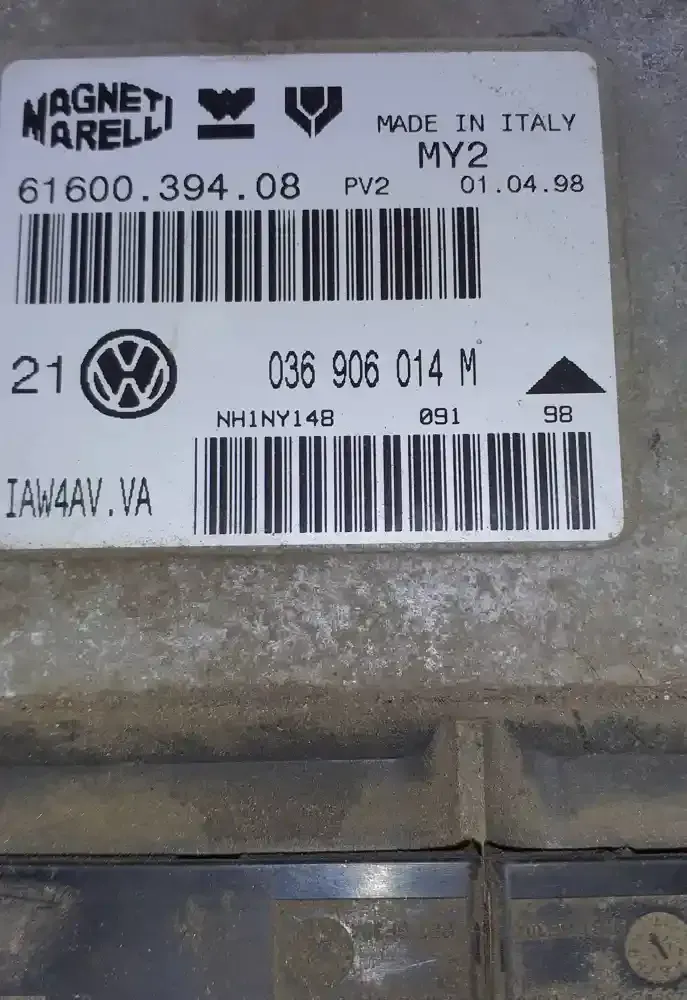 MAGNETI
MARELLI
MADE IN ITALY
MY2
61600.394.08 PV2 01.04.98
21 VW 036 906 014 M
NH1NY148 091 98
IAW4AV.VA